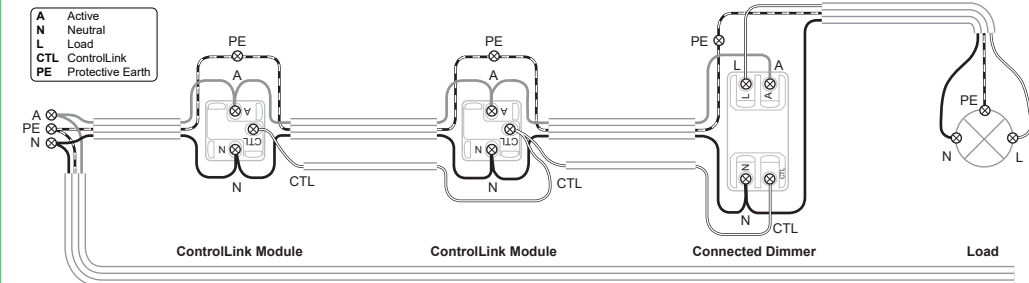 A Active
N Neutral
L Load
CTL ControlLink
PE Protective Earth
A
PE
N
PE
A
A
CTL
N
N
CTL
PE
A
A
CTL
N
N
CTL
PE
L
A
L
A
N
CTL
N
CTL
PE
N
L
ControlLink Module
ControlLink Module
Connected Dimmer
Load